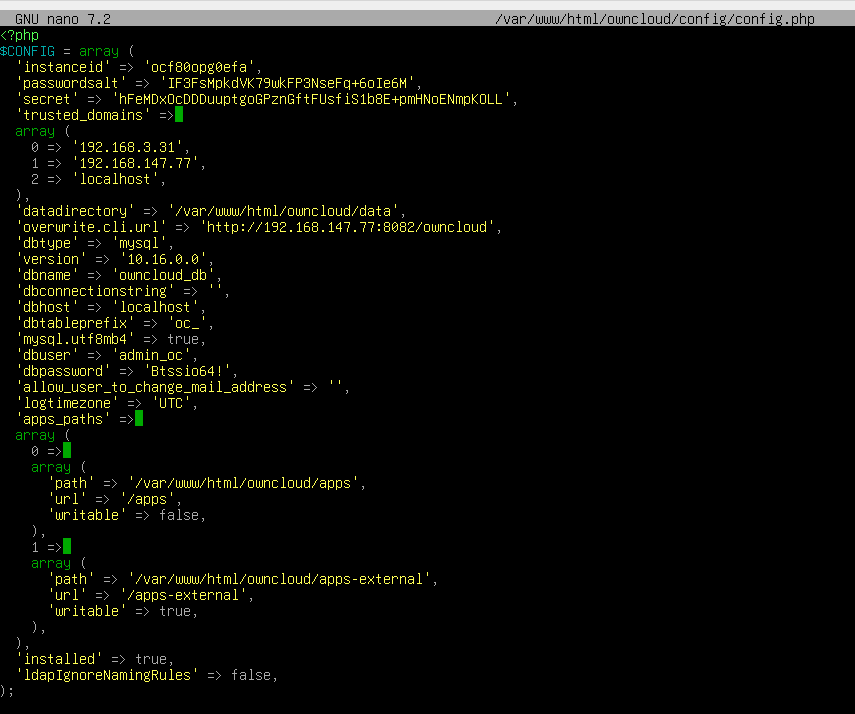 GNU nano 7.2 /var/www/html/owncloud/config/config.php
<?php
$CONFIG = array (
  'instanceid' => 'ocf80opg0efa',
  'passwordsalt' => 'IF3FsMpkdVK79wkFP3NseFq+6oIe6M',
  'secret' => 'hFeMDxOcDDDuuptgoGPznGftFUsfiS1b8E+pmHNoENmpKOLL',
  'trusted_domains' =>
  array (
    0 => '192.168.3.31',
    1 => '192.168.147.77',
    2 => 'localhost',
  ),
  'datadirectory' => '/var/www/html/owncloud/data',
  'overwrite.cli.url' => 'http://192.168.147.77:8082/owncloud',
  'dbtype' => 'mysql',
  'version' => '10.16.0.0',
  'dbname' => 'owncloud_db',
  'dbconnectionstring' => '',
  'dbhost' => 'localhost',
  'dbtableprefix' => 'oc_',
  'mysql.utf8mb4' => true,
  'dbuser' => 'admin_oc',
  'dbpassword' => 'Btssio64!',
  'allow_user_to_change_mail_address' => '',
  'logtimezone' => 'UTC',
  'apps_paths' =>
  array (
    0 =>
    array (
      'path' => '/var/www/html/owncloud/apps',
      'url' => '/apps',
      'writable' => false,
    ),
    1 =>
    array (
      'path' => '/var/www/html/owncloud/apps-external',
      'url' => '/apps-external',
      'writable' => true,
    ),
  ),
  'installed' => true,
  'ldapIgnoreNamingRules' => false,
);